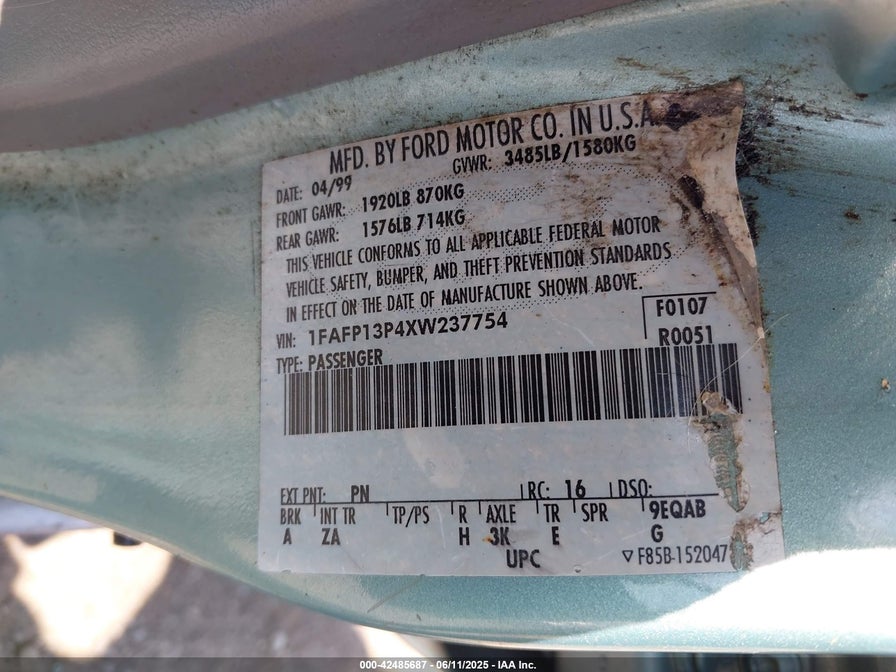 MFD. BY FORD MOTOR CO. IN U.S.A.
GVWR: 3485LB/1580KG
DATE: 04/99
FRONT GAWR: 1920LB 870KG
REAR GAWR: 1576LB 714KG
THIS VEHICLE CONFORMS TO ALL APPLICABLE FEDERAL MOTOR
VEHICLE SAFETY, BUMPER, AND THEFT PREVENTION STANDARDS
IN EFFECT ON THE DATE OF MANUFACTURE SHOWN ABOVE.
VIN: 1FAFP13P4XW237754
F0107
TYPE: PASSENGER
R0051
EXT PNT: PN RC: 16 DSO:
BRK INT TR TP/PS R AXLE TR SPR 9EQAB
A ZA H 3K E G
UPC ▽F85B-152047
000-42485687 - 06/11/2025 - IAA Inc.